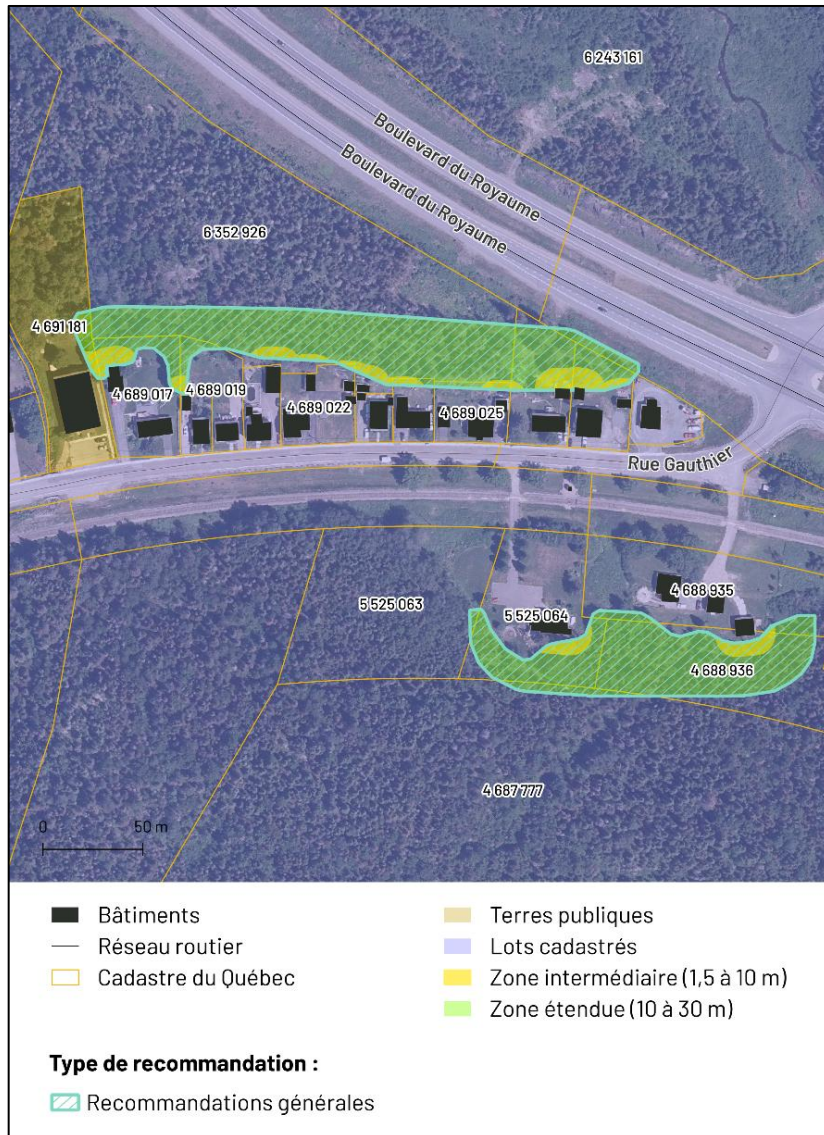 6 243 161
Boulevard du Royaume
Boulevard du Royaume
6 352 926
4 691 181
4 689 017
4 689 019
4 689 022
4 689 025
Rue Gauthier
5 525 063
5 525 064
4 688 935
4 688 936
4 687 777
0 50 m
Bâtiments
Réseau routier
Cadastre du Québec
Terres publiques
Lots cadastrés
Zone intermédiaire (1,5 à 10 m)
Zone étendue (10 à 30 m)
Type de recommandation :
Recommandations générales